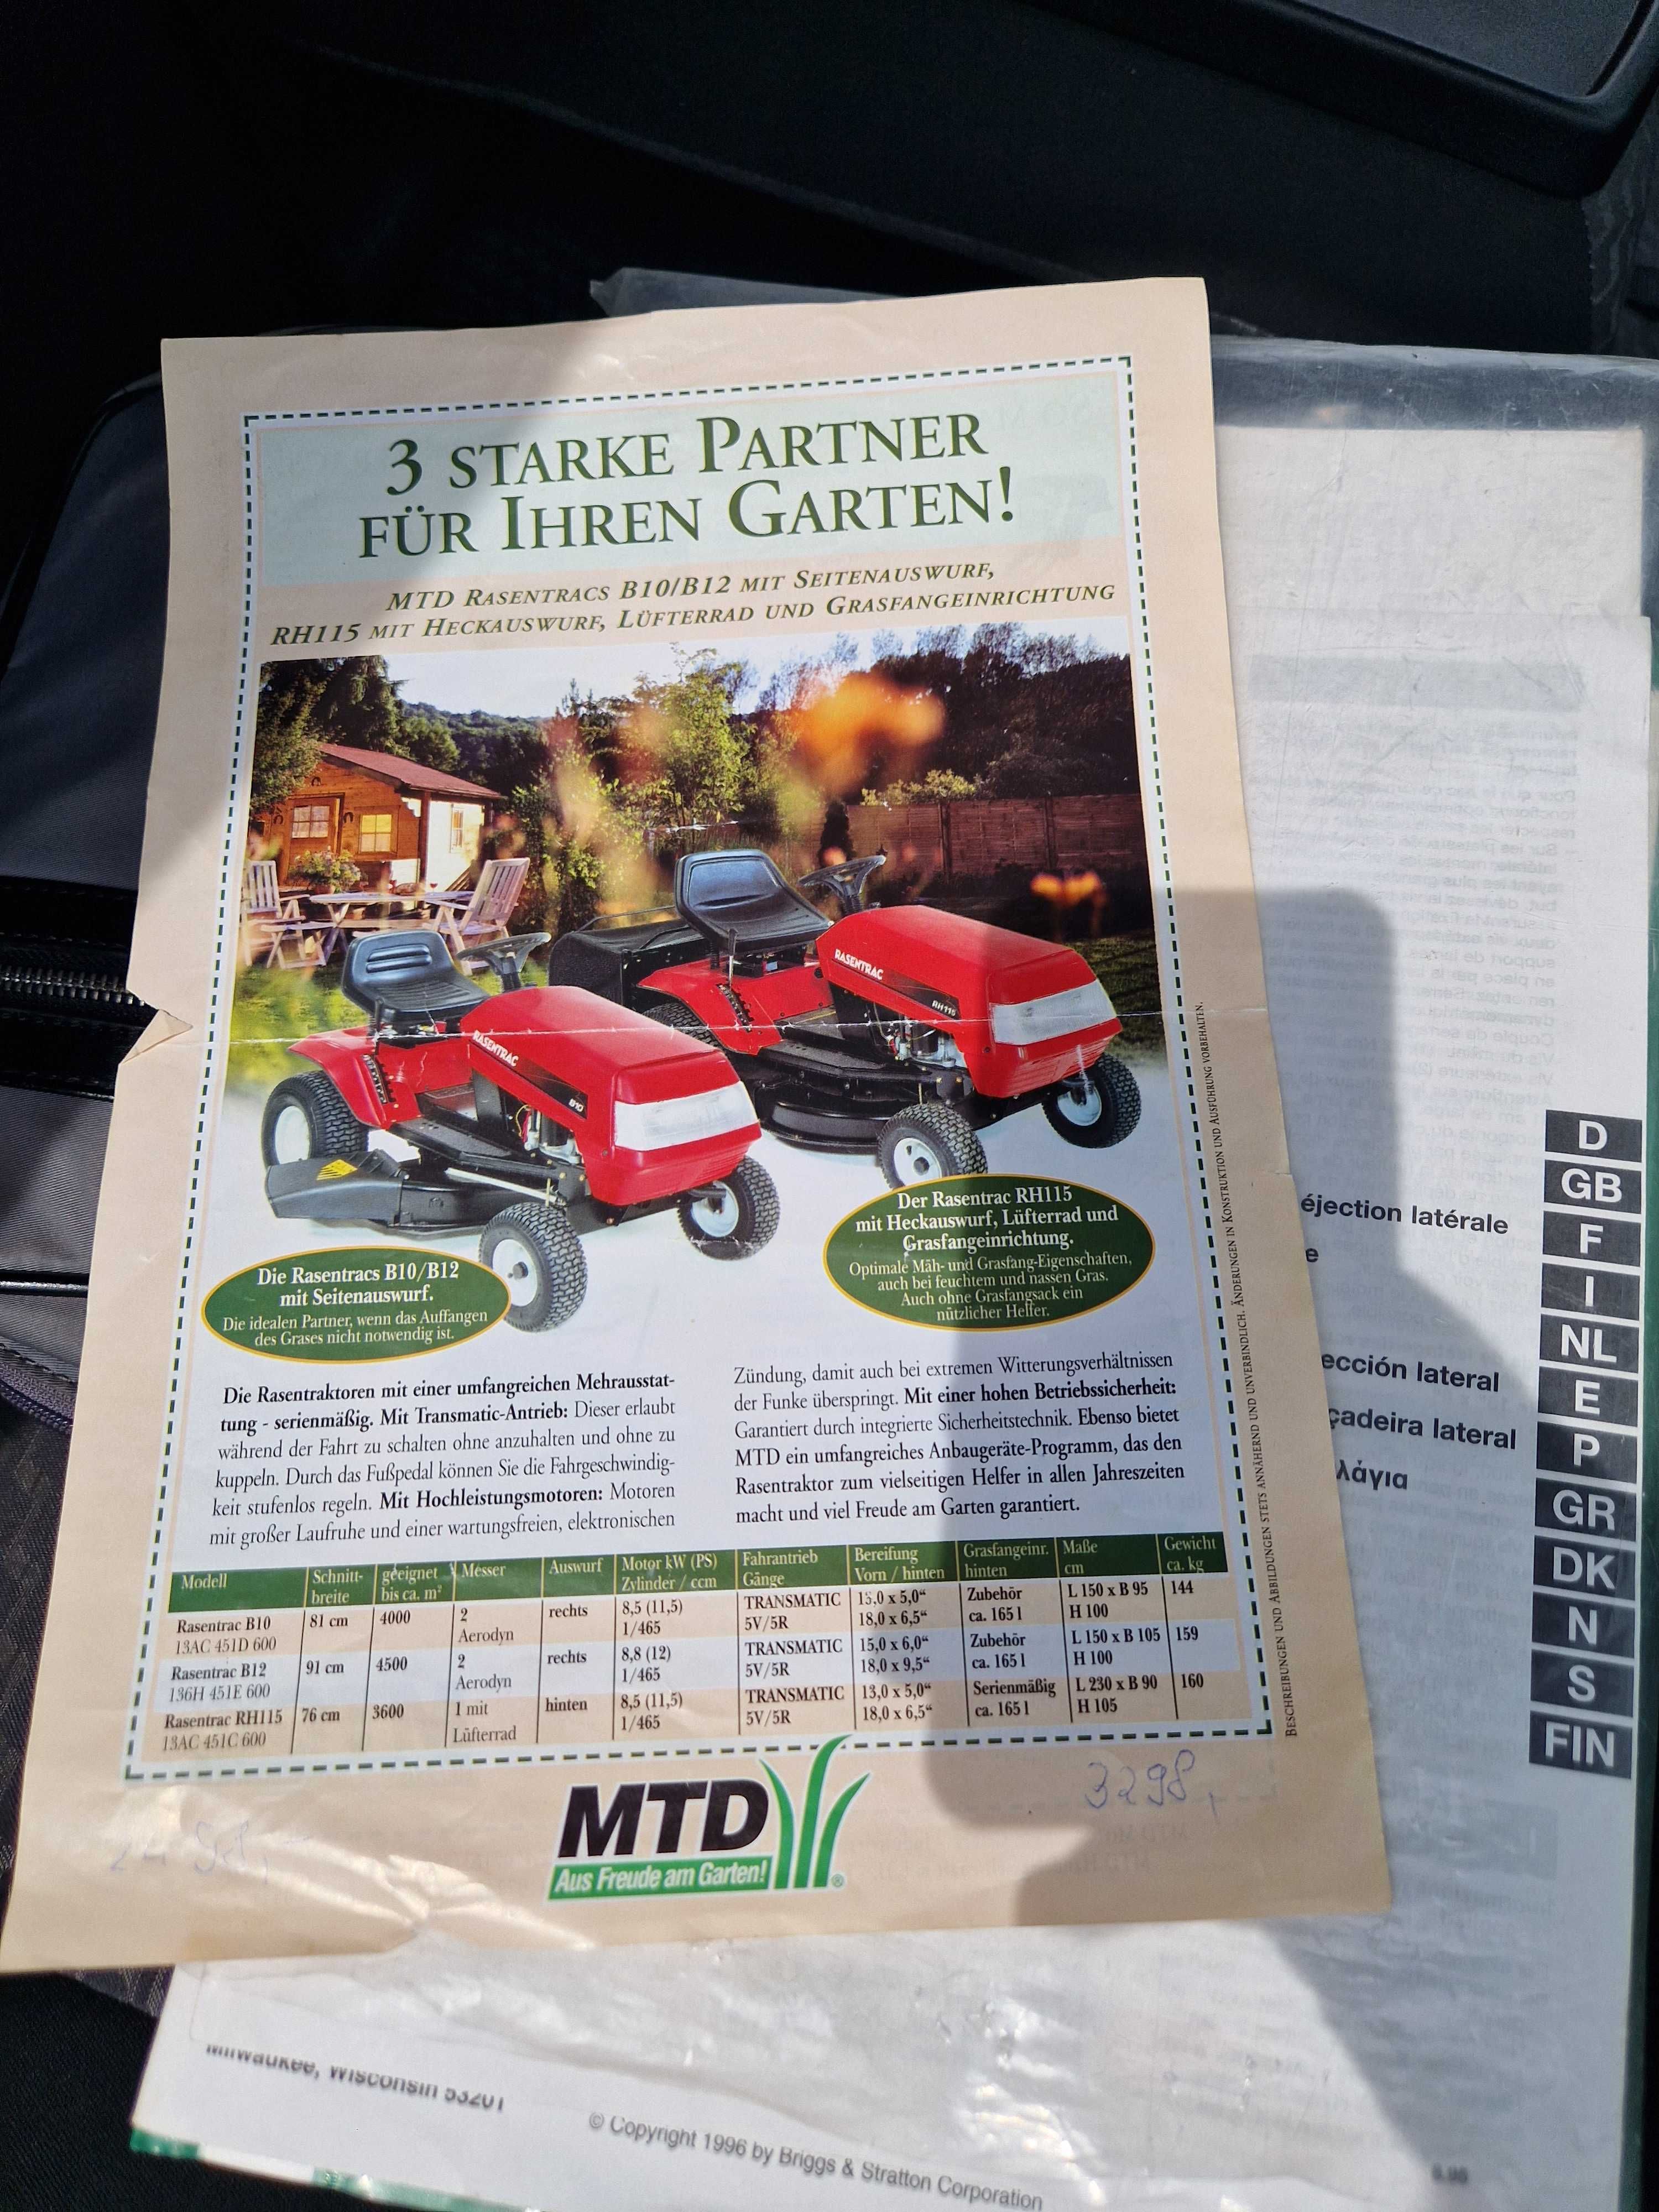 3 STARKE PARTNER
FÜR IHREN GARTEN!
MTD RASENTRACS B10/B12 MIT SEITENAUSWURF,
RH115 MIT HECKAUSWURF, LÜFTERRAD UND GRASFANGEINRICHTUNG
RASENTRAC
RH115
RASENTRAC
B10
Die Rasentracs B10/B12
mit Seitenauswurf.
Die idealen Partner, wenn das Auffangen
des Grases nicht notwendig ist.
Der Rasentrac RH115
mit Heckauswurf, Lüfterrad und
Grasfangeinrichtung.
Optimale Mäh- und Grasfang-Eigenschaften,
auch bei feuchtem und nassen Gras.
Auch ohne Grasfangsack ein
nützlicher Helfer.
Die Rasentraktoren mit einer umfangreichen Mehrausstat-
tung - serienmäßig. Mit Transmatic-Antrieb: Dieser erlaubt
während der Fahrt zu schalten ohne anzuhalten und ohne zu
kuppeln. Durch das Fußpedal können Sie die Fahrgeschwindig-
keit stufenlos regeln. Mit Hochleistungsmotoren: Motoren
mit großer Laufruhe und einer wartungsfreien, elektronischen
Zündung, damit auch bei extremen Witterungsverhältnissen
der Funke überspringt. Mit einer hohen Betriebssicherheit:
Garantiert durch integrierte Sicherheitstechnik. Ebenso bietet
MTD ein umfangreiches Anbaugeräte-Programm, das den
Rasentraktor zum vielseitigen Helfer in allen Jahreszeiten
macht und viel Freude am Garten garantiert.
Modell Schnitt- geeignet Messer Auswurf Motor kW (PS) Fahrantrieb Bereifung Grasfangeinr. Maße Gewicht
breite bis ca. m² Zylinder / ccm Gänge Vorn / hinten hinten cm ca. kg
Rasentrac B10 81 cm 4000 2 rechts 8,5 (11,5) TRANSMATIC 15,0 x 5,0“ Zubehör L 150 x B 95 144
13AC 451D 600 Aerodyn 1/465 5V/5R 18,0 x 6,5“ ca. 165 l H 100
Rasentrac B12 91 cm 4500 2 rechts 8,8 (12) TRANSMATIC 15,0 x 6,0“ Zubehör L 150 x B 105 159
136H 451E 600 Aerodyn 1/465 5V/5R 18,0 x 9,5“ ca. 165 l H 100
Rasentrac RH115 76 cm 3600 1 mit hinten 8,5 (11,5) TRANSMATIC 13,0 x 5,0“ Serienmäßig L 230 x B 90 160
13AC 451C 600 Lüfterrad 1/465 5V/5R 18,0 x 6,5“ ca. 165 l H 105
BESCHREIBUNGEN UND ABBILDUNGEN STETS ANNÄHERND UND UNVERBINDLICH. ÄNDERUNGEN IN KONSTRUKTION UND AUSFÜHRUNG VORBEHALTEN.
3298,
MTD
Aus Freude am Garten!
®
éjection latérale
e
ección lateral
çadeira lateral
λάγια
D
GB
F
I
NL
E
P
GR
DK
N
S
FIN
Milwaukee, Wisconsin 53201
© Copyright 1996 by Briggs & Stratton Corporation